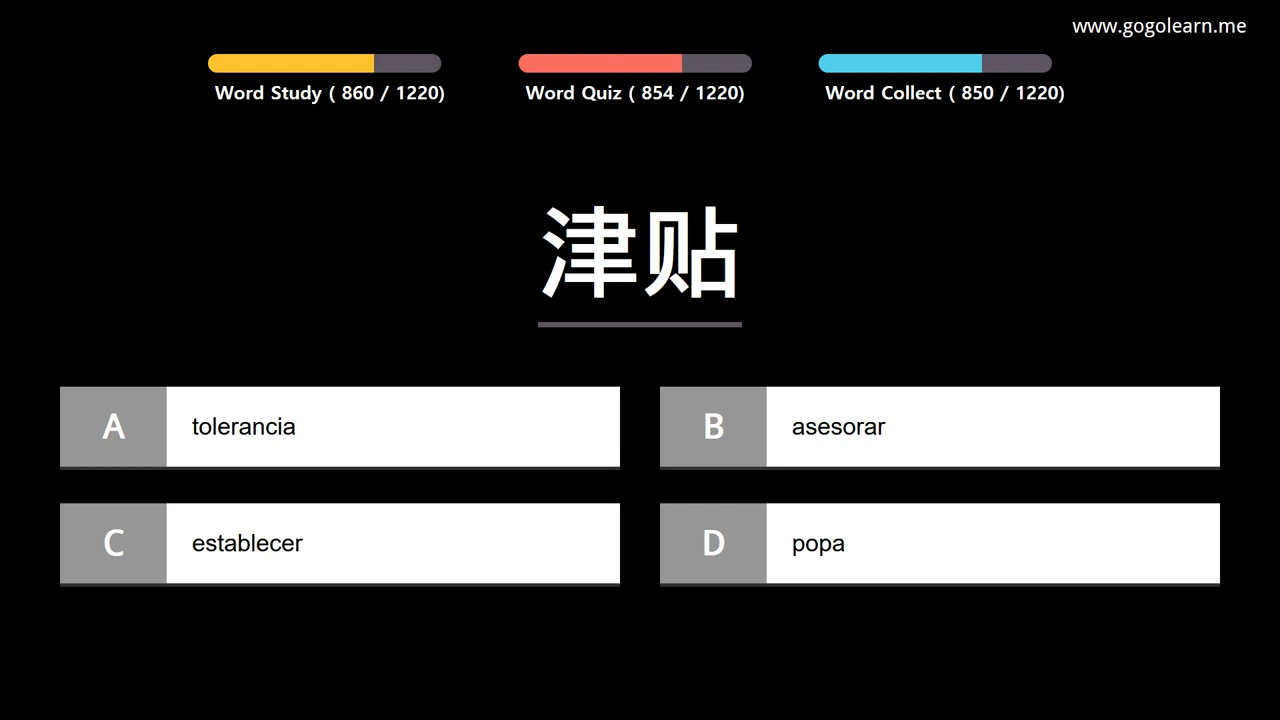 www.gogolearn.me
Word Study ( 860 / 1220)
Word Quiz ( 854 / 1220)
Word Collect ( 850 / 1220)
津贴
A tolerancia
B asesorar
C establecer
D popa